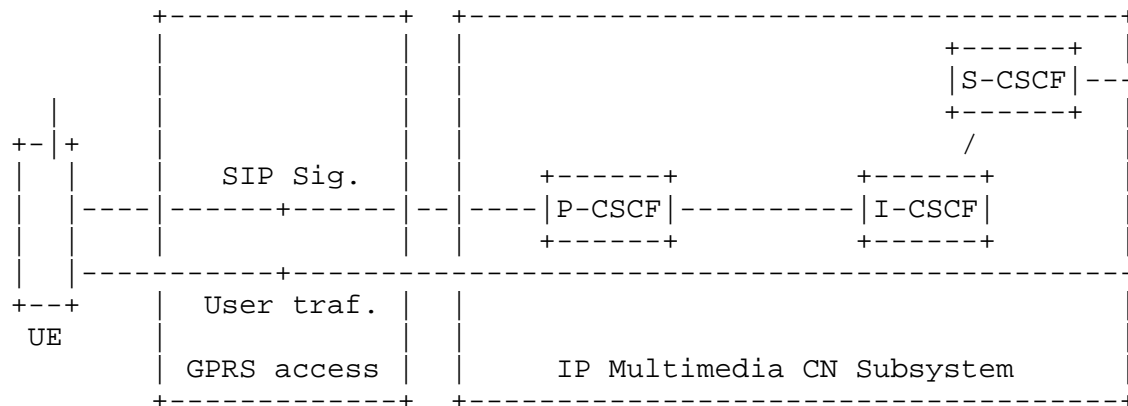 S-CSCF
SIP Sig.
P-CSCF
I-CSCF
User traf.
UE
GPRS access
IP Multimedia CN Subsystem